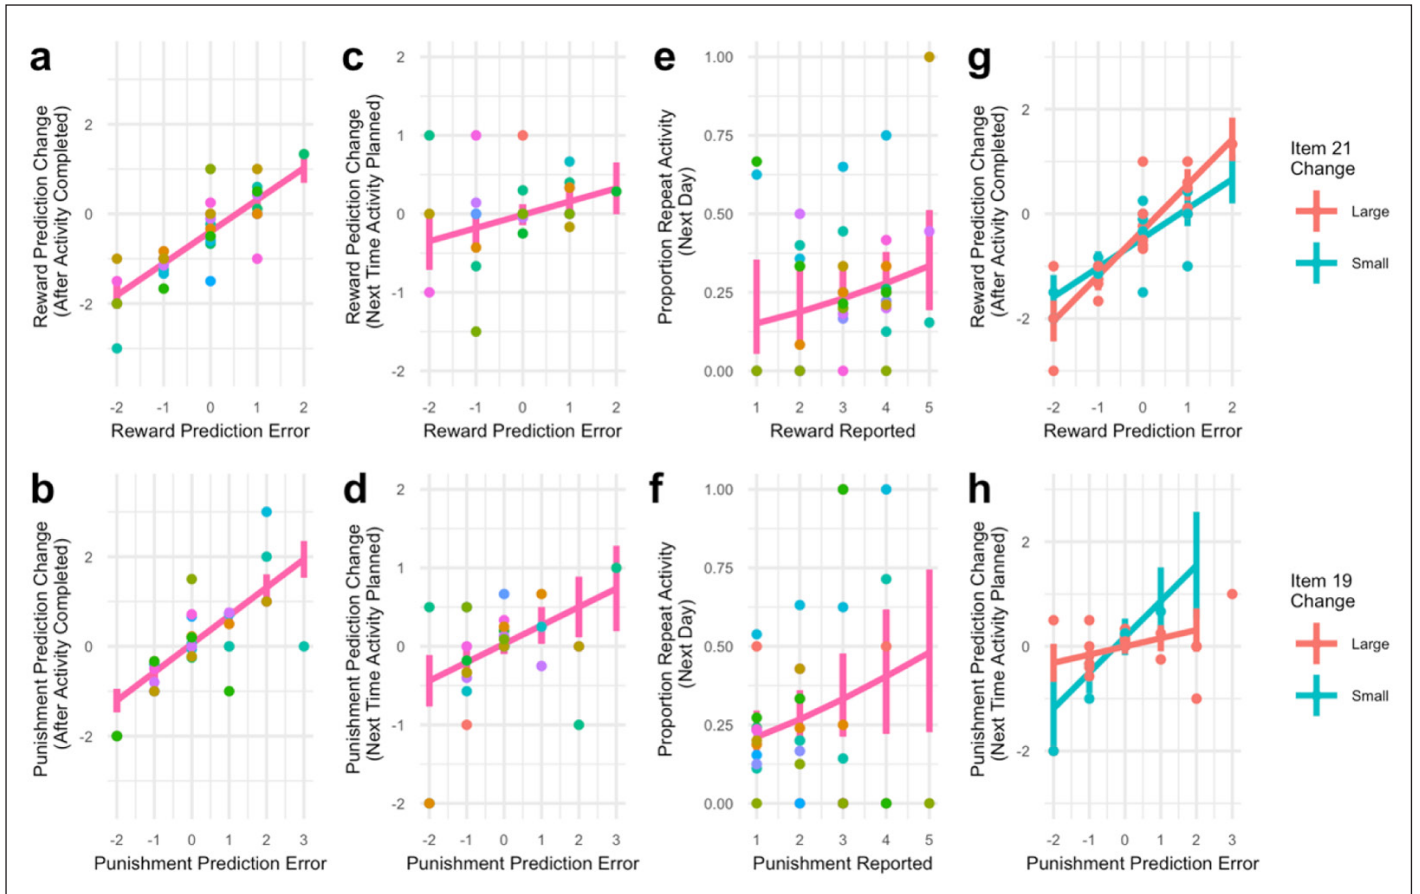 a
Reward Prediction Change
(After Activity Completed)
2
0
-2
-2 -1 0 1 2
Reward Prediction Error
c
Reward Pediction Change
(Next Time Activity Planned)
2
1
0
-1
-2
-2 -1 0 1 2
Reward Prediction Error
e
Proportion Repeat Activity
(Next Day)
1.00
0.75
0.50
0.25
0.00
1 2 3 4 5
Reward Reported
g
Reward Prediction Change
(After Activity Completed)
2
0
-2
-2 -1 0 1 2
Reward Prediction Error
Item 21
Change
Large
Small
b
Punishment Prediction Change
(After Activity Completed)
2
0
-2
-2 -1 0 1 2 3
Punishment Prediction Error
d
Punishment Pediction Change
(Next Time Activity Planned)
2
1
0
-1
-2
-2 -1 0 1 2 3
Punishment Prediction Error
f
Proportion Repeat Activity
(Next Day)
1.00
0.75
0.50
0.25
0.00
1 2 3 4 5
Punishment Reported
h
Punishment Prediction Change
(Next Time Activity Planned)
2
0
-2
-2 -1 0 1 2 3
Punishment Prediction Error
Item 19
Change
Large
Small